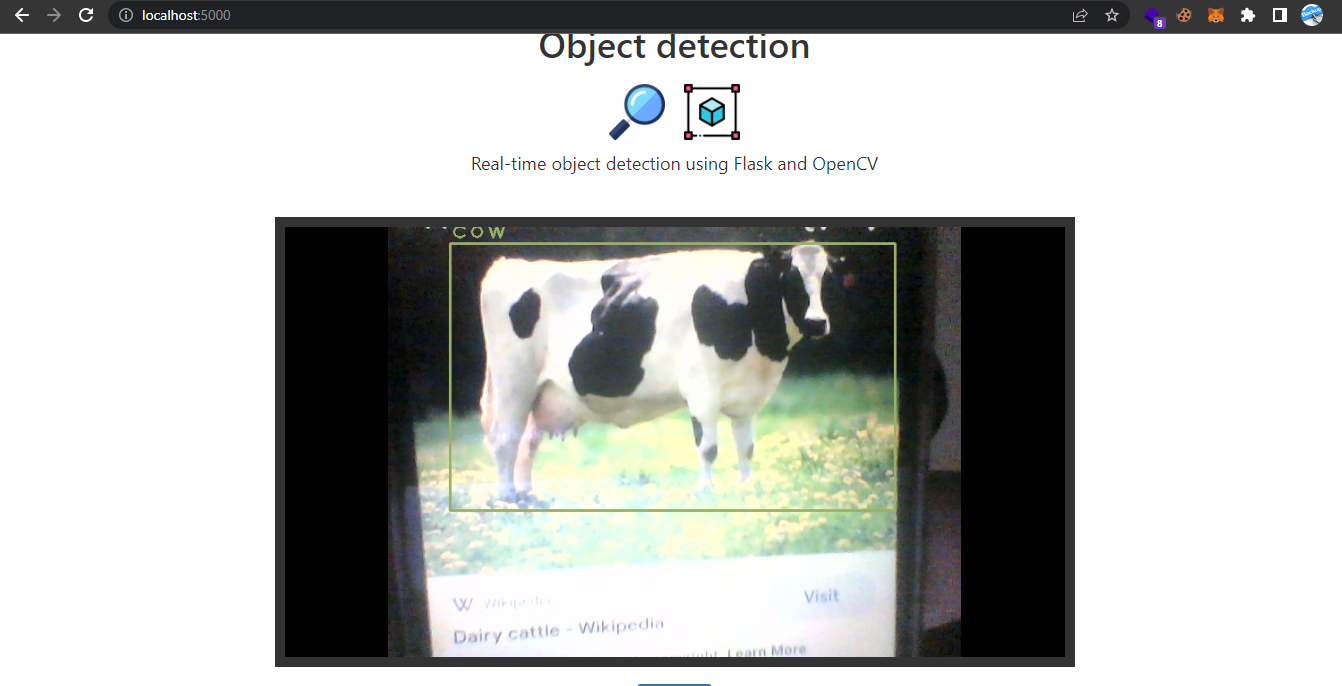 localhost:5000
8
Object detection
Real-time object detection using Flask and OpenCV
COW
W Wikipedia
Visit
Dairy cattle - Wikipedia
Learn More